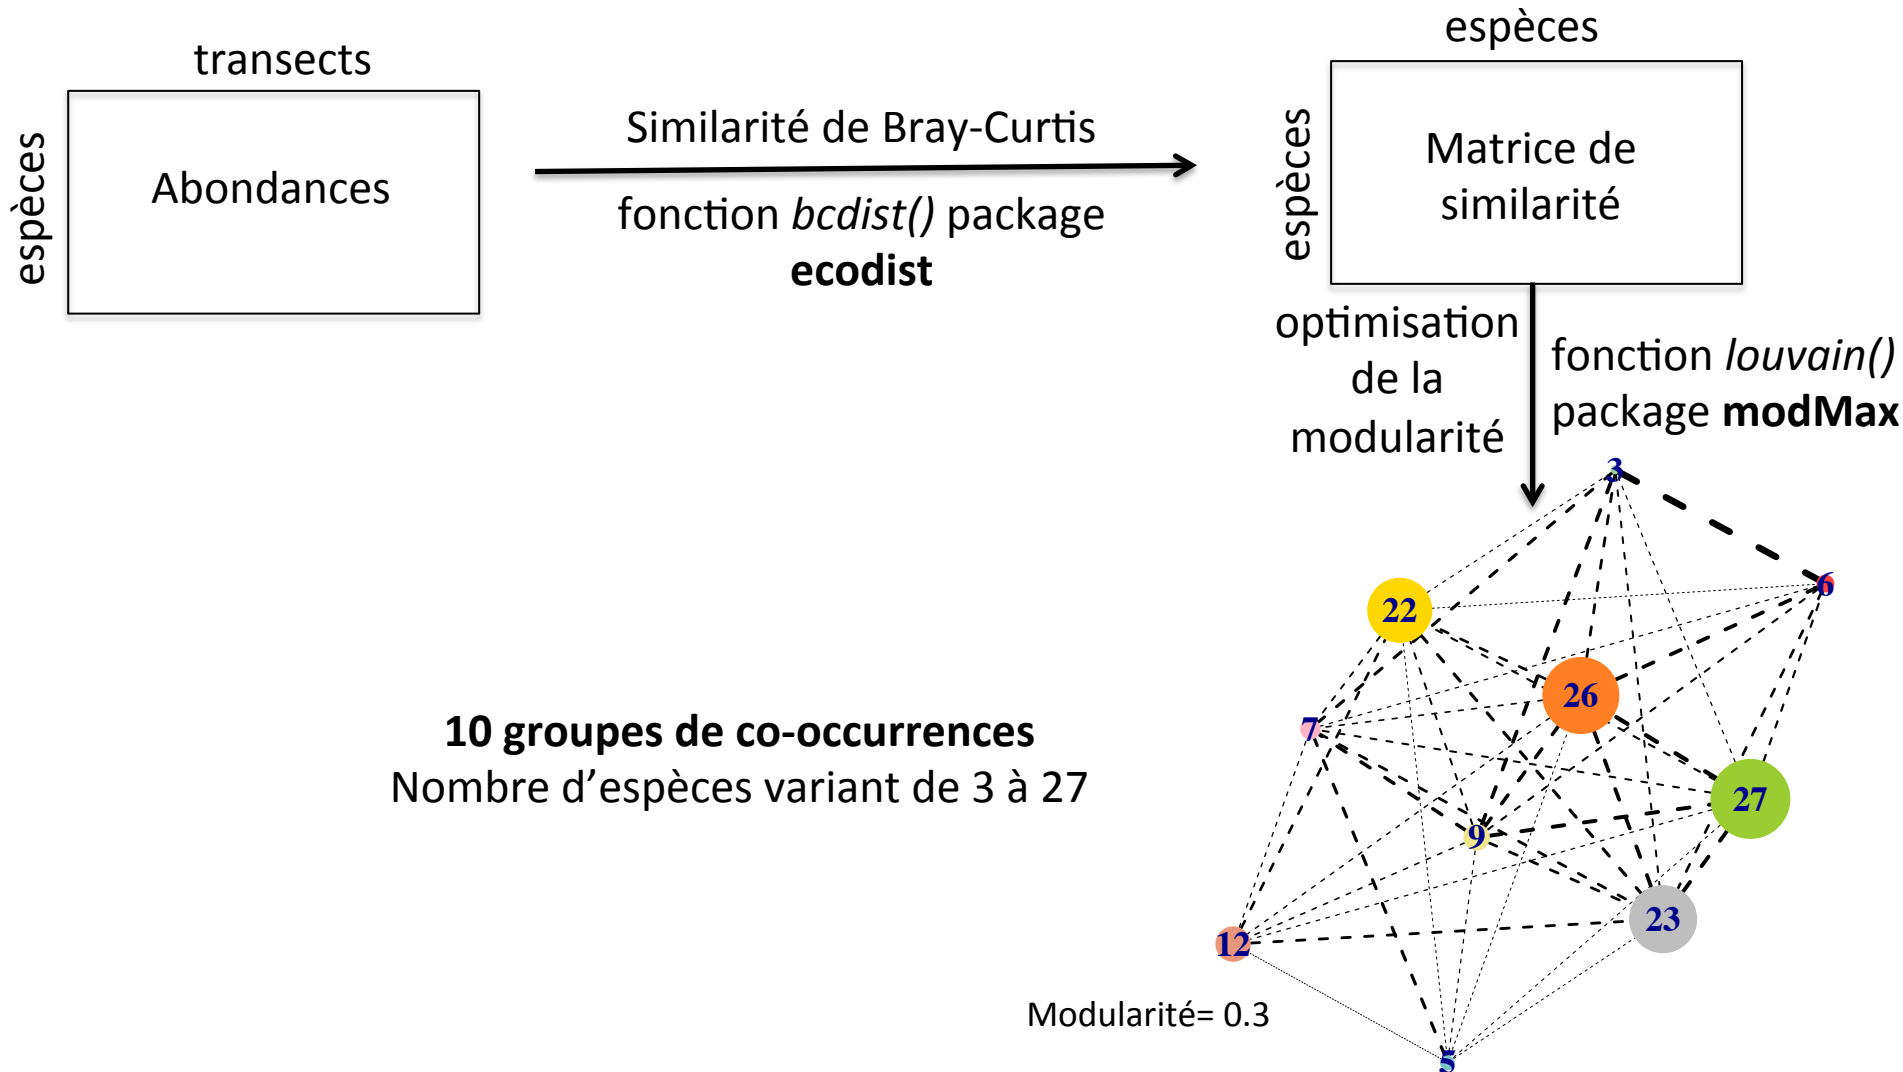 transects
espèces
Abondances
Similarité de Bray-Curtis
fonction bcdist() package
ecodist
espèces
espèces
Matrice de
similarité
optimisation
de la
modularité
fonction louvain()
package modMax
10 groupes de co-occurrences
Nombre d’espèces variant de 3 à 27
3
6
22
26
7
27
9
23
12
5
Modularité= 0.3